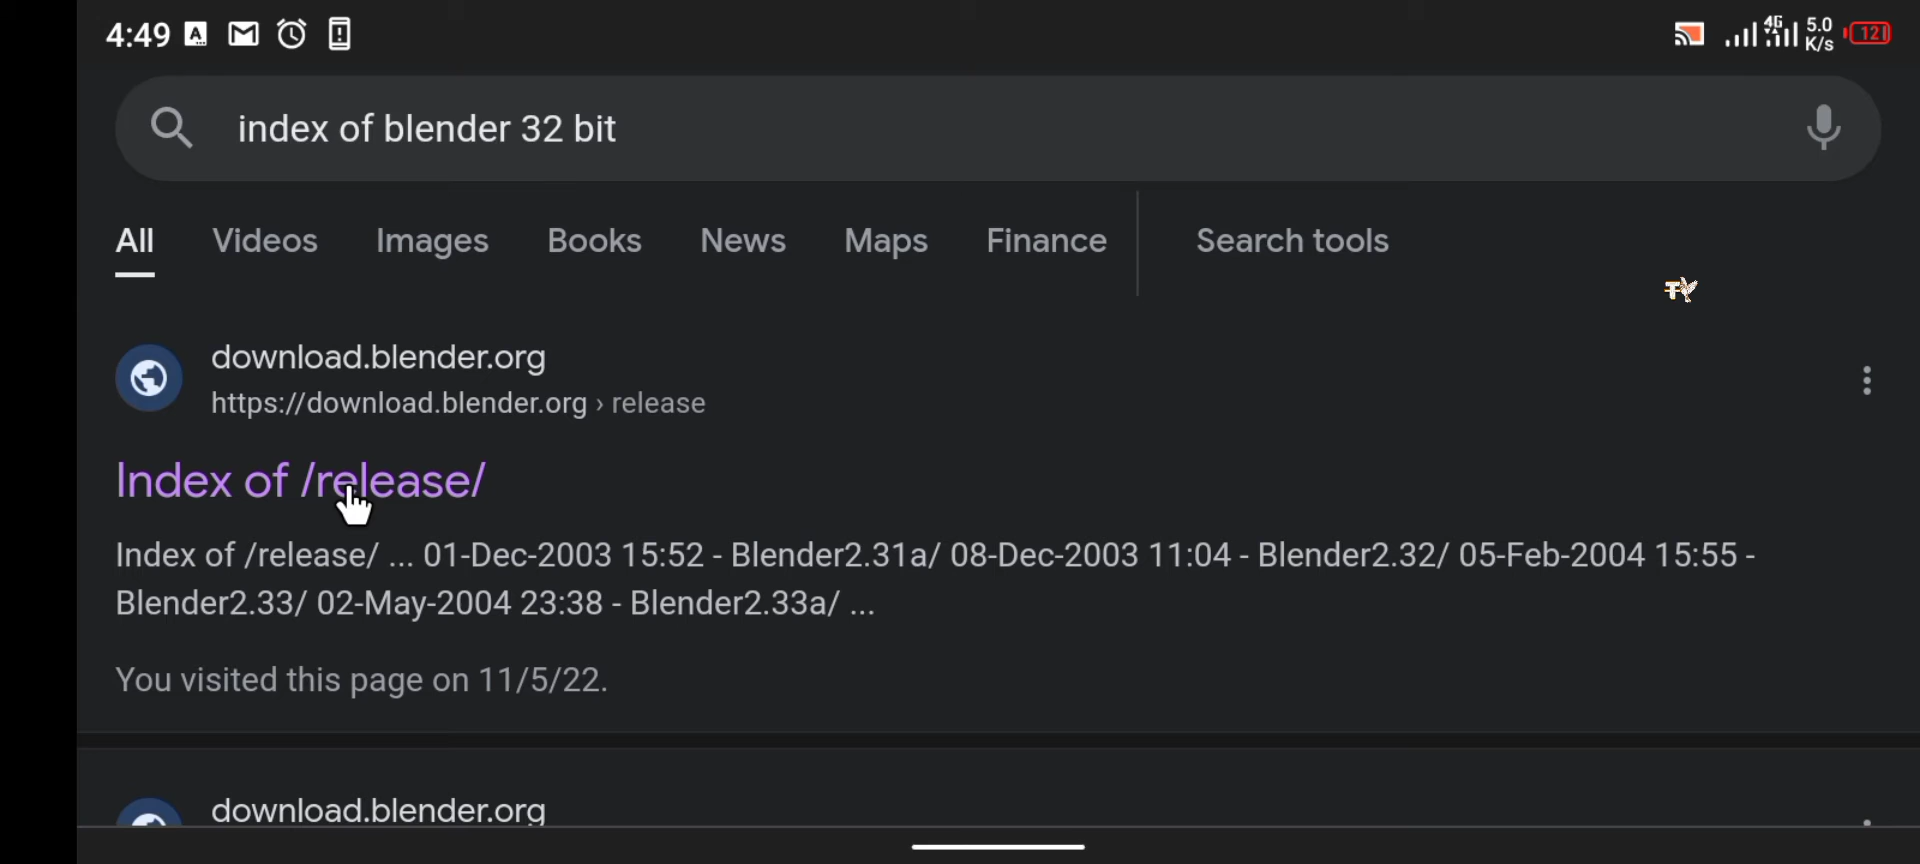 4:49 A 4G 5.0 K/s 12
index of blender 32 bit
All Videos Images Books News Maps Finance Search tools
download.blender.org
https://download.blender.org › release
Index of /release/
Index of /release/ ... 01-Dec-2003 15:52 - Blender2.31a/ 08-Dec-2003 11:04 - Blender2.32/ 05-Feb-2004 15:55 -
Blender2.33/ 02-May-2004 23:38 - Blender2.33a/ ...
You visited this page on 11/5/22.
download.blender.org